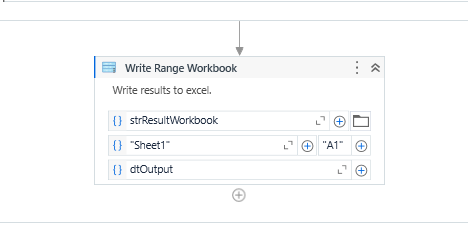 Write Range Workbook
Write results to excel.
{} strResultWorkbook
{} "Sheet1" "A1"
{} dtOutput